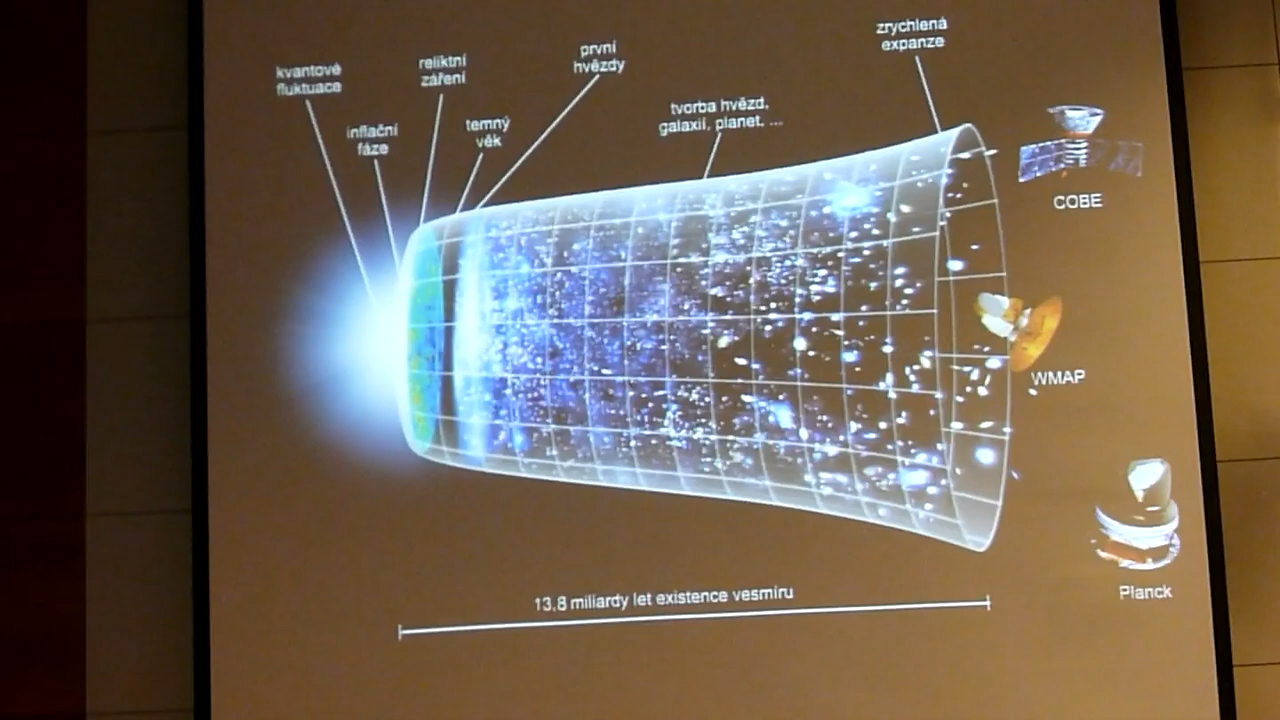 kvantové
fluktuace
inflační
fáze
reliktní
záření
temný
věk
první
hvězdy
tvorba hvězd,
galaxií, planet, ...
zrychlená
expanze
COBE
WMAP
Planck
13,8 miliardy let existence vesmíru